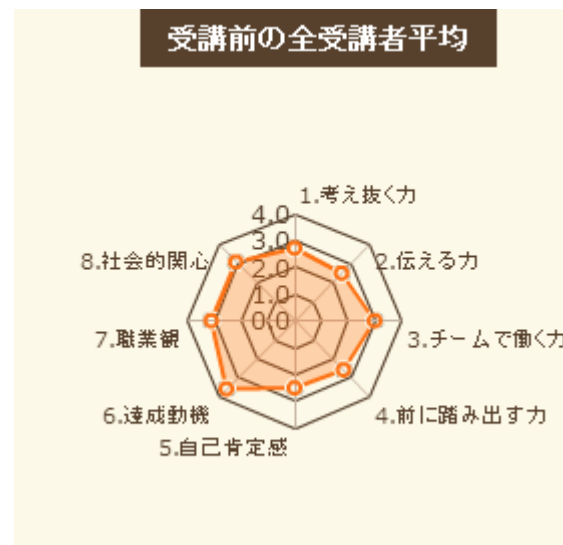 受講前の全受講者平均
1.考え抜く力
4.0
3.0
8.社会的関心
2.伝える力
2.0
1.0
0.0
7.職業観
3.チームで働く力
6.達成動機
4.前に踏み出す力
5.自己肯定感